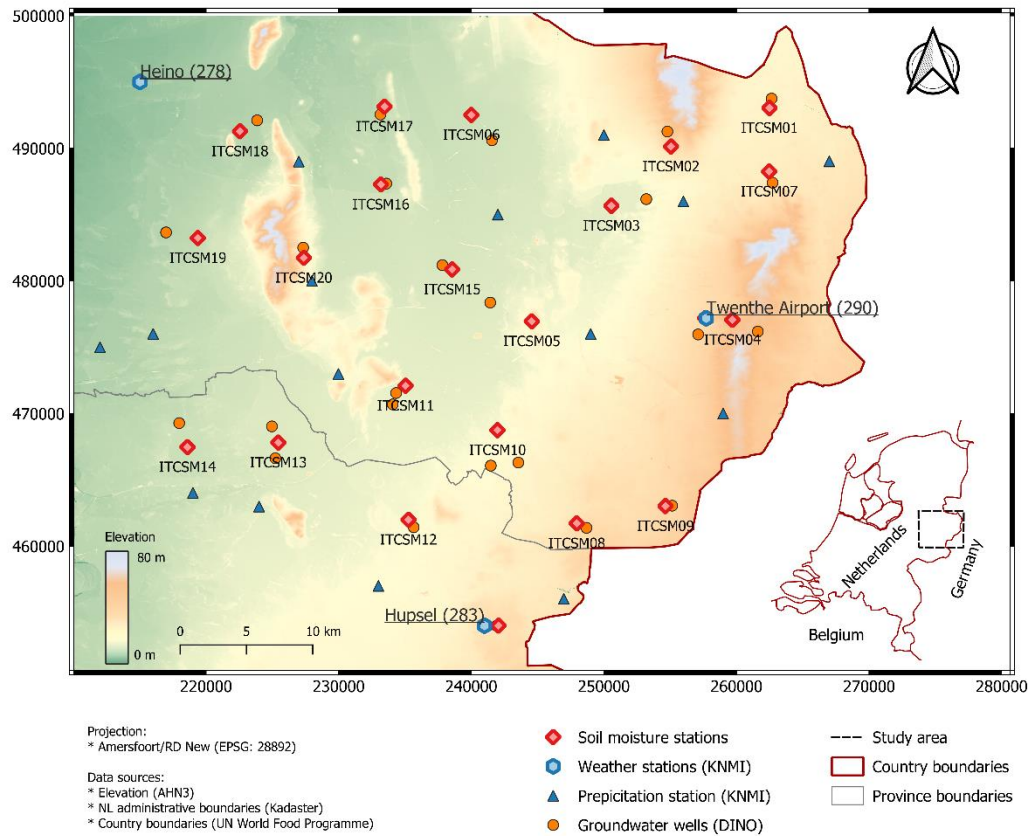 500000
490000
480000
470000
460000
220000
230000
240000
250000
260000
270000
280000
Heino (278)
ITCSM17
ITCSM06
ITCSM01
ITCSM18
ITCSM02
ITCSM07
ITCSM16
ITCSM03
ITCSM19
ITCSM20
ITCSM15
Twenthe Airport (290)
ITCSM04
ITCSM05
ITCSM11
ITCSM10
ITCSM14
ITCSM13
ITCSM09
ITCSM12
ITCSM08
Hupsel (283)
Elevation
80 m
0 m
0
5
10 km
Netherlands
Germany
Belgium
Projection:
* Amersfoort/RD New (EPSG: 28892)
Data sources:
* Elevation (AHN3)
* NL administrative boundaries (Kadaster)
* Country boundaries (UN World Food Programme)
Soil moisture stations
Weather stations (KNMI)
Prepicitation station (KNMI)
Groundwater wells (DINO)
Study area
Country boundaries
Province boundaries